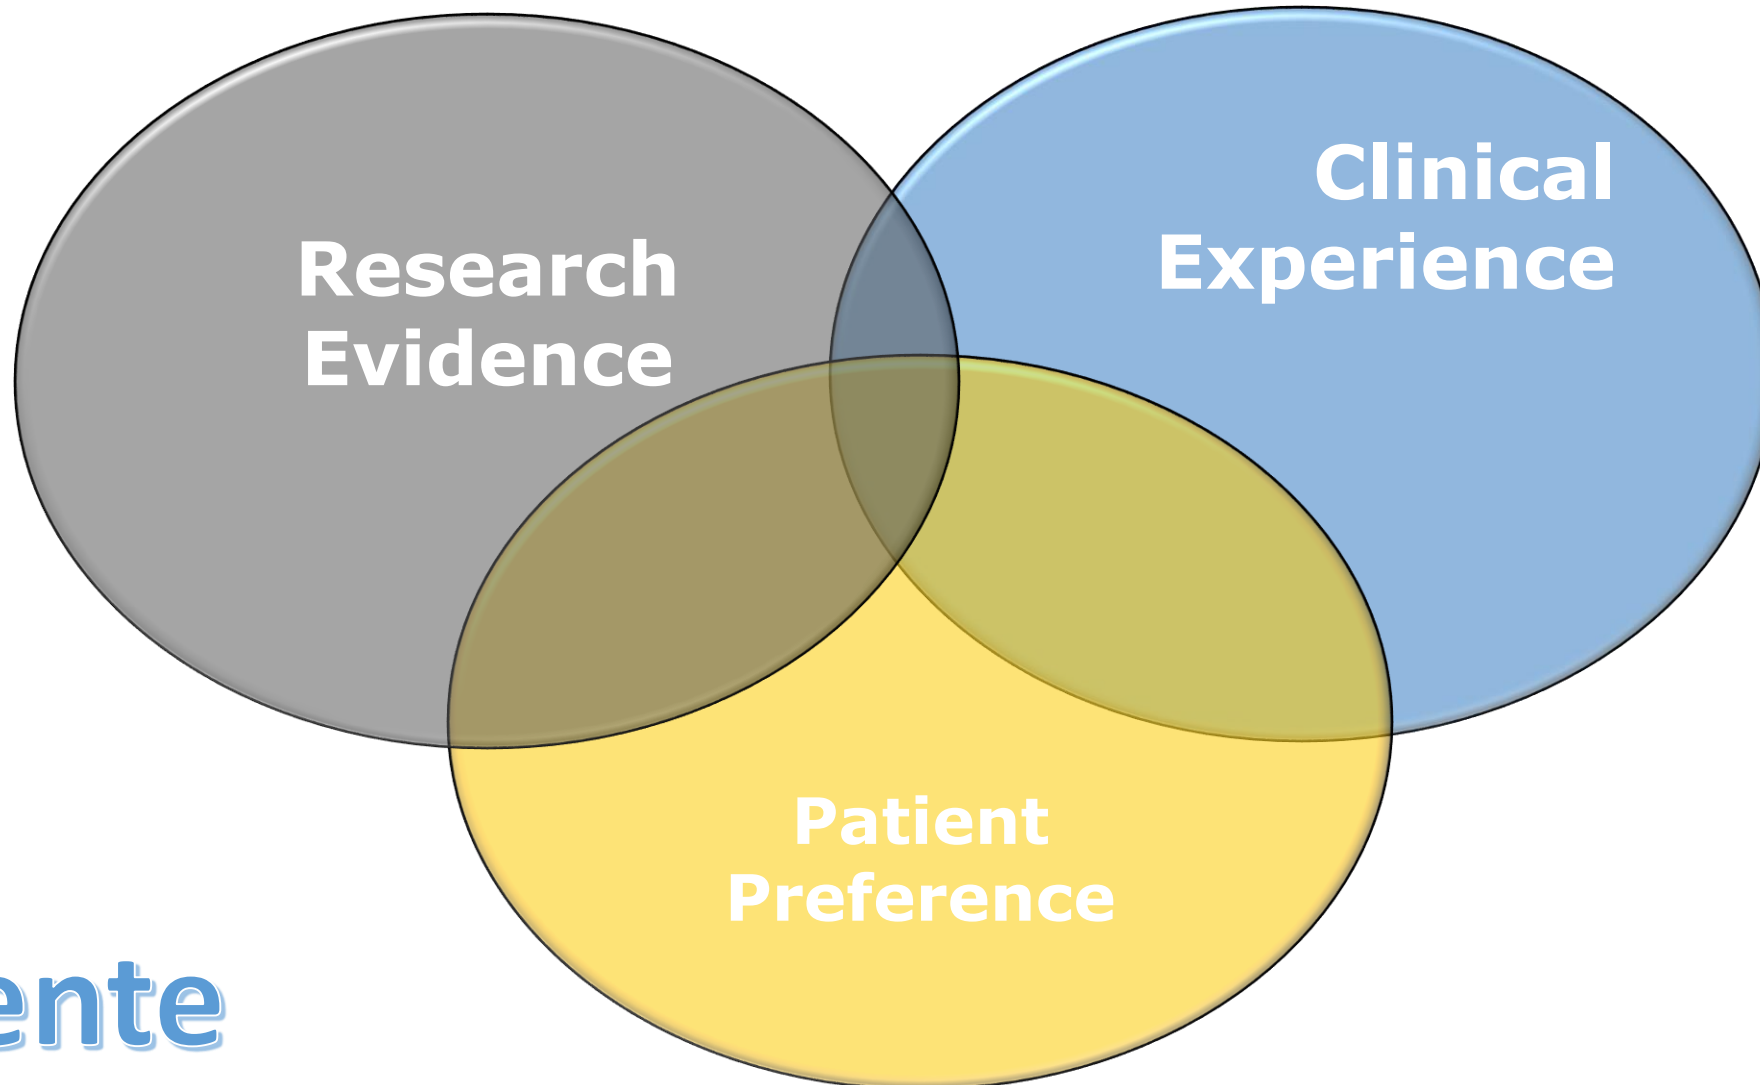 Research
Evidence
Clinical
Experience
Patient
Preference
ente